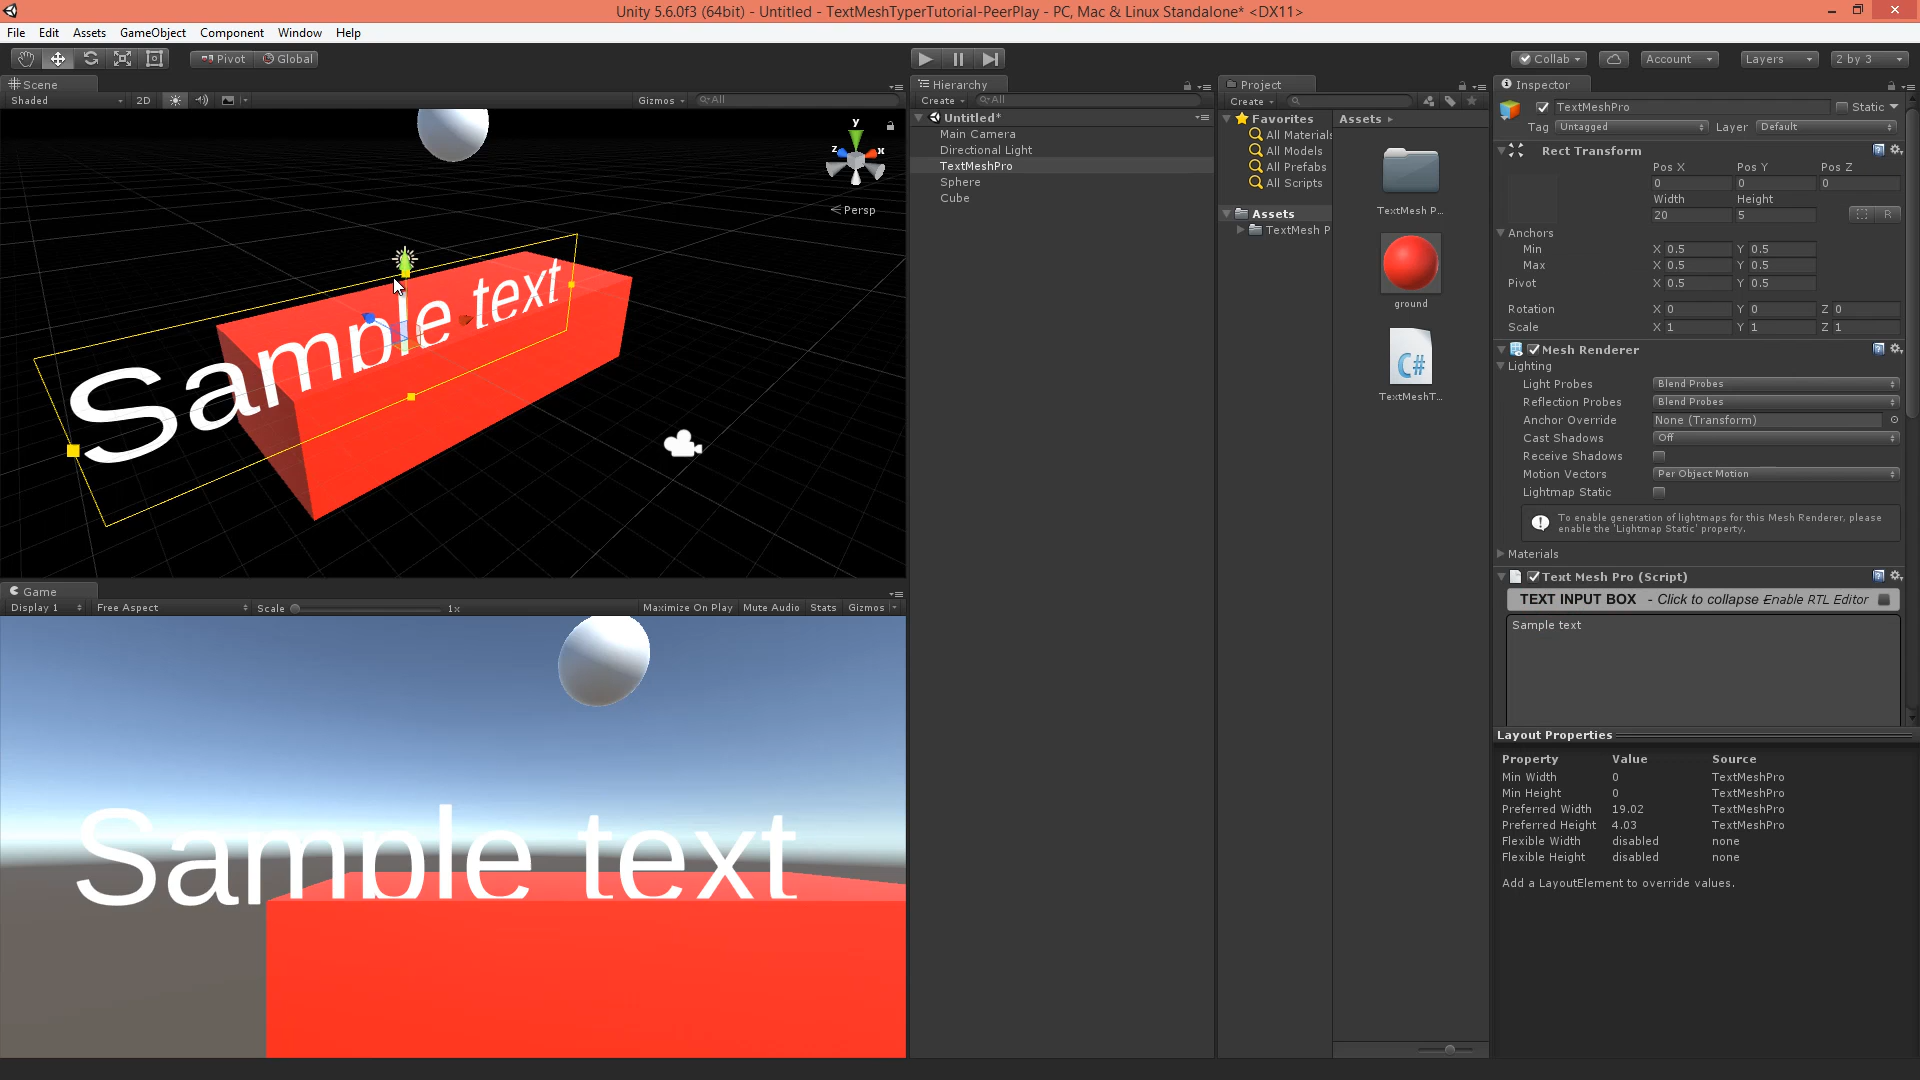 Unity 5.6.0f3 (64bit) - Untitled - TextMeshTyperTutorial-PeerPlay - PC, Mac & Linux Standalone* <DX11>
File Edit Assets GameObject Component Window Help
Pivot Global
Collab Account Layers 2 by 3
Scene
Shaded 2D Gizmos All
y
z x
Persp
Sample text
Game
Display 1 Free Aspect Scale 1x Maximize On Play Mute Audio Stats Gizmos
Sample text
Hierarchy
Create All
Untitled*
Main Camera
Directional Light
TextMeshPro
Sphere
Cube
Project
Create
Favorites
All Materials
All Models
All Prefabs
All Scripts
Assets
TextMesh P
Assets
TextMesh P...
ground
C#
TextMeshT...
Inspector
TextMeshPro Static
Tag Untagged Layer Default
Rect Transform
Pos X Pos Y Pos Z
0 0 0
Width Height
20 5 R
Anchors
Min X 0.5 Y 0.5
Max X 0.5 Y 0.5
Pivot X 0.5 Y 0.5
Rotation X 0 Y 0 Z 0
Scale X 1 Y 1 Z 1
Mesh Renderer
Lighting
Light Probes Blend Probes
Reflection Probes Blend Probes
Anchor Override None (Transform)
Cast Shadows Off
Receive Shadows
Motion Vectors Per Object Motion
Lightmap Static
To enable generation of lightmaps for this Mesh Renderer, please
enable the 'Lightmap Static' property.
Materials
Text Mesh Pro (Script)
TEXT INPUT BOX - Click to collapse - Enable RTL Editor
Sample text
Layout Properties
Property Value Source
Min Width 0 TextMeshPro
Min Height 0 TextMeshPro
Preferred Width 19.02 TextMeshPro
Preferred Height 4.03 TextMeshPro
Flexible Width disabled none
Flexible Height disabled none
Add a LayoutElement to override values.